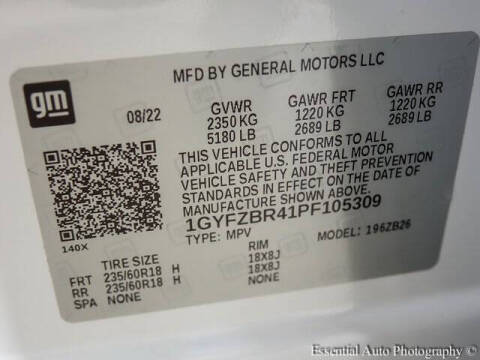 MFD BY GENERAL MOTORS LLC
gm
08/22 GVWR GAWR FRT GAWR RR
2350 KG 1220 KG 1220 KG
5180 LB 2689 LB 2689 LB
THIS VEHICLE CONFORMS TO ALL
APPLICABLE U.S. FEDERAL MOTOR
VEHICLE SAFETY AND THEFT PREVENTION
STANDARDS IN EFFECT ON THE DATE OF
MANUFACTURE SHOWN ABOVE.
1GYFZBR41PF105309
140X TYPE: MPV MODEL: 196ZB26
TIRE SIZE RIM
FRT 235/60R18 H 18X8J
RR 235/60R18 H 18X8J
SPA NONE NONE
Essential Auto Photography ©